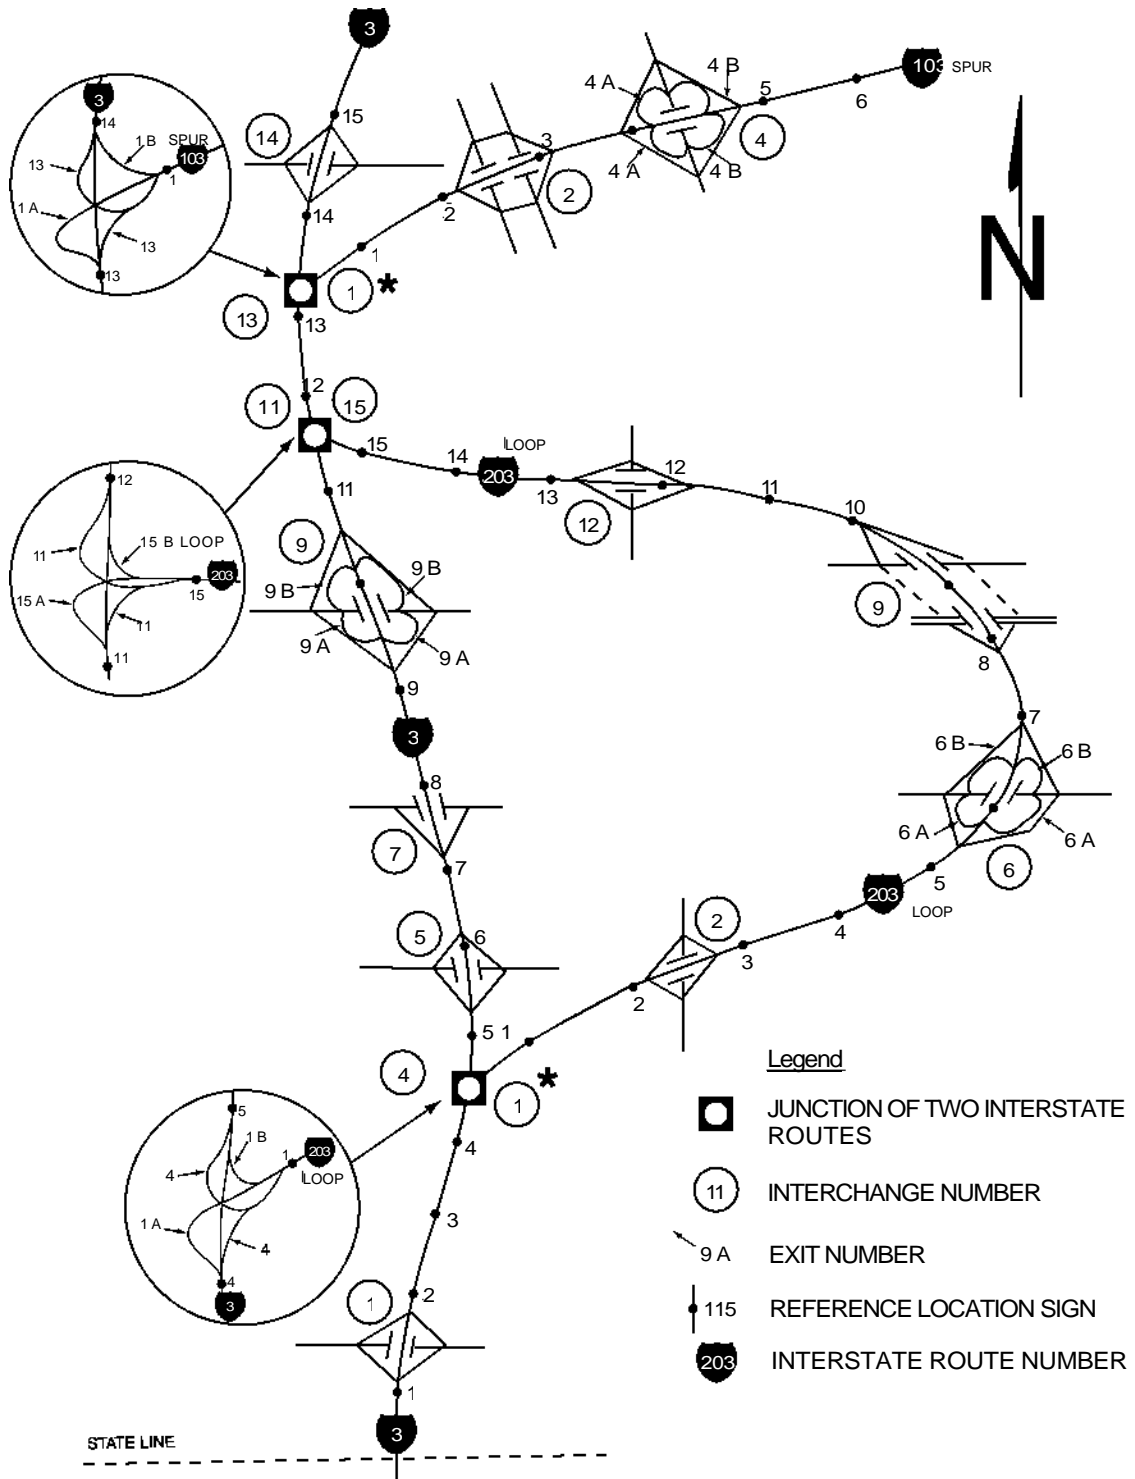 3
103 SPUR
4 B
4 A
5
6
15
14
3
4
4 A
4 B
2
2
14
1
3
14
1 B
SPUR
103
13
1
1 A
13
13
1 *
13
13
N
12
11
15
15
LOOP
14
203
13
12
11
10
12
11
15 B LOOP
11
203
15
15 A
11
11
11
9
9 B
9 B
9 A
9 A
9
12
9
8
7
6 B
6 B
6 A
6 A
6
3
8
7
7
5
203
LOOP
4
5
6
2
3
2
5
1
4
1 *
5
1 B
1
203
LOOP
4
1 A
4
4
3
4
3
2
1
1
3
STATE LINE
Legend
JUNCTION OF TWO INTERSTATE
ROUTES
11 INTERCHANGE NUMBER
9 A EXIT NUMBER
115 REFERENCE LOCATION SIGN
203 INTERSTATE ROUTE NUMBER